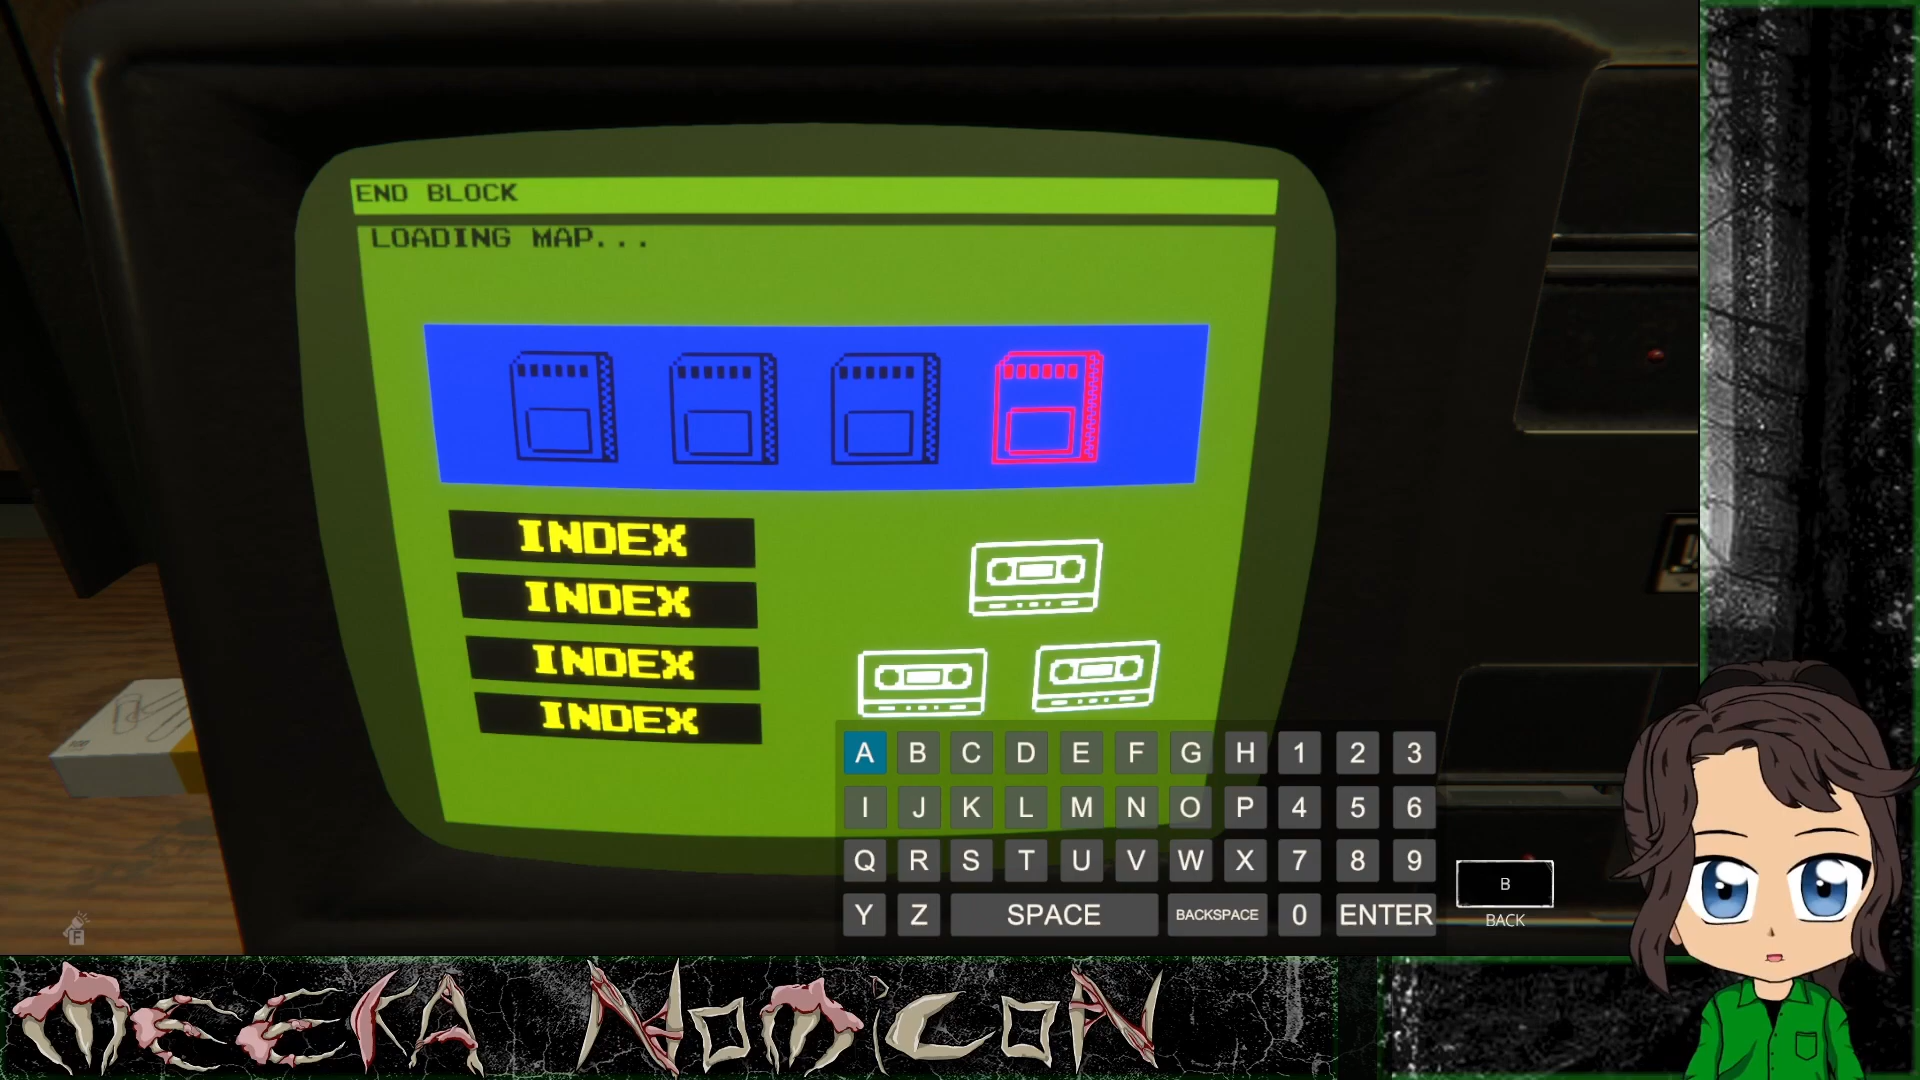 END BLOCK
LOADING MAP...
INDEX
INDEX
INDEX
INDEX
A B C D E F G H 1 2 3
I J K L M N O P 4 5 6
Q R S T U V W X 7 8 9
Y Z SPACE BACKSPACE 0 ENTER
B
BACK
F
MEEKA NOMICON